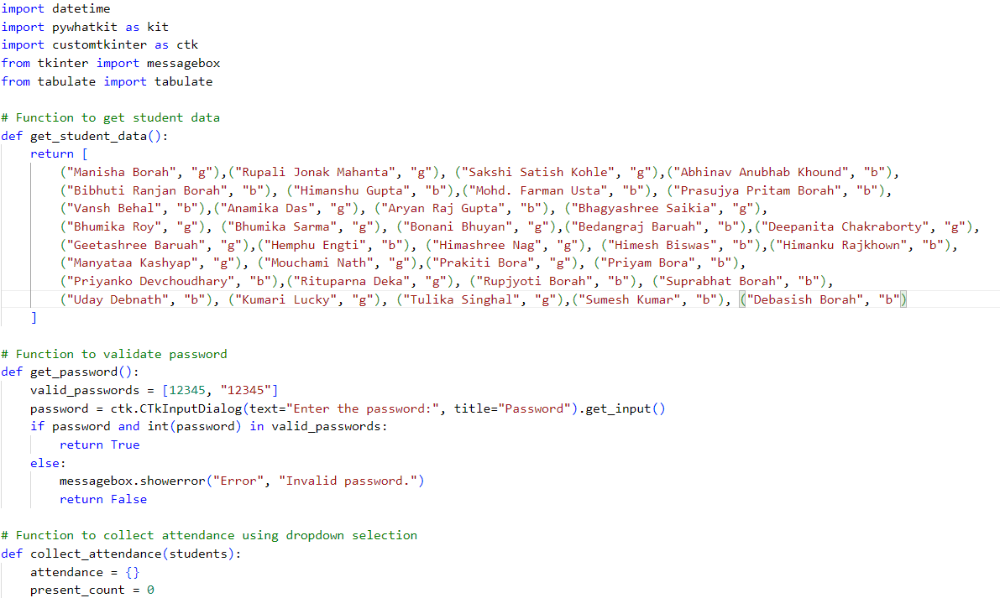 import datetime
import pywhatkit as kit
import customtkinter as ctk
from tkinter import messagebox
from tabulate import tabulate

# Function to get student data
def get_student_data():
    return [
        ("Manisha Borah", "g"),("Rupali Jonak Mahanta", "g"), ("Sakshi Satish Kohle", "g"),("Abhinav Anubhab Khound", "b"),
        ("Bibhuti Ranjan Borah", "b"), ("Himanshu Gupta", "b"),("Mohd. Farman Usta", "b"), ("Prasujya Pritam Borah", "b"),
        ("Vansh Behal", "b"),("Anamika Das", "g"), ("Aryan Raj Gupta", "b"), ("Bhagyashree Saikia", "g"),
        ("Bhumika Roy", "g"), ("Bhumika Sarma", "g"), ("Bonani Bhuyan", "g"),("Bedangraj Baruah", "b"),("Deepanita Chakraborty", "g"),
        ("Geetashree Baruah", "g"),("Hemphu Engti", "b"), ("Himashree Nag", "g"), ("Himesh Biswas", "b"),("Himanku Rajkhown", "b"),
        ("Manyataa Kashyap", "g"), ("Mouchami Nath", "g"),("Prakiti Bora", "g"), ("Priyam Bora", "b"),
        ("Priyanko Devchoudhary", "b"),("Rituparna Deka", "g"), ("Rupjyoti Borah", "b"), ("Suprabhat Borah", "b"),
        ("Uday Debnath", "b"), ("Kumari Lucky", "g"), ("Tulika Singhal", "g"),("Sumesh Kumar", "b"), ("Debasish Borah", "b")
    ]

# Function to validate password
def get_password():
    valid_passwords = [12345, "12345"]
    password = ctk.CTkInputDialog(text="Enter the password:", title="Password").get_input()
    if password and int(password) in valid_passwords:
        return True
    else:
        messagebox.showerror("Error", "Invalid password.")
        return False

# Function to collect attendance using dropdown selection
def collect_attendance(students):
    attendance = {}
    present_count = 0